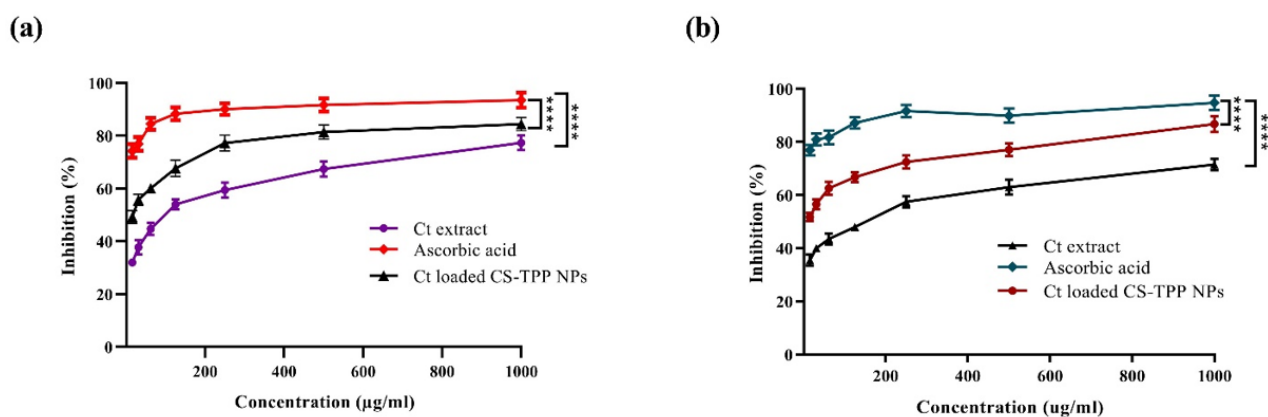 (a)
100
80
60
40
20
0
Inhibition (%)
200
400
600
800
1000
Concentration (µg/ml)
Ct extract
Ascorbic acid
Ct loaded CS-TPP NPs
****
****
(b)
100
80
60
40
20
0
Inhibition (%)
200
400
600
800
1000
Concentration (ug/ml)
Ct extract
Ascorbic acid
Ct loaded CS-TPP NPs
****
****